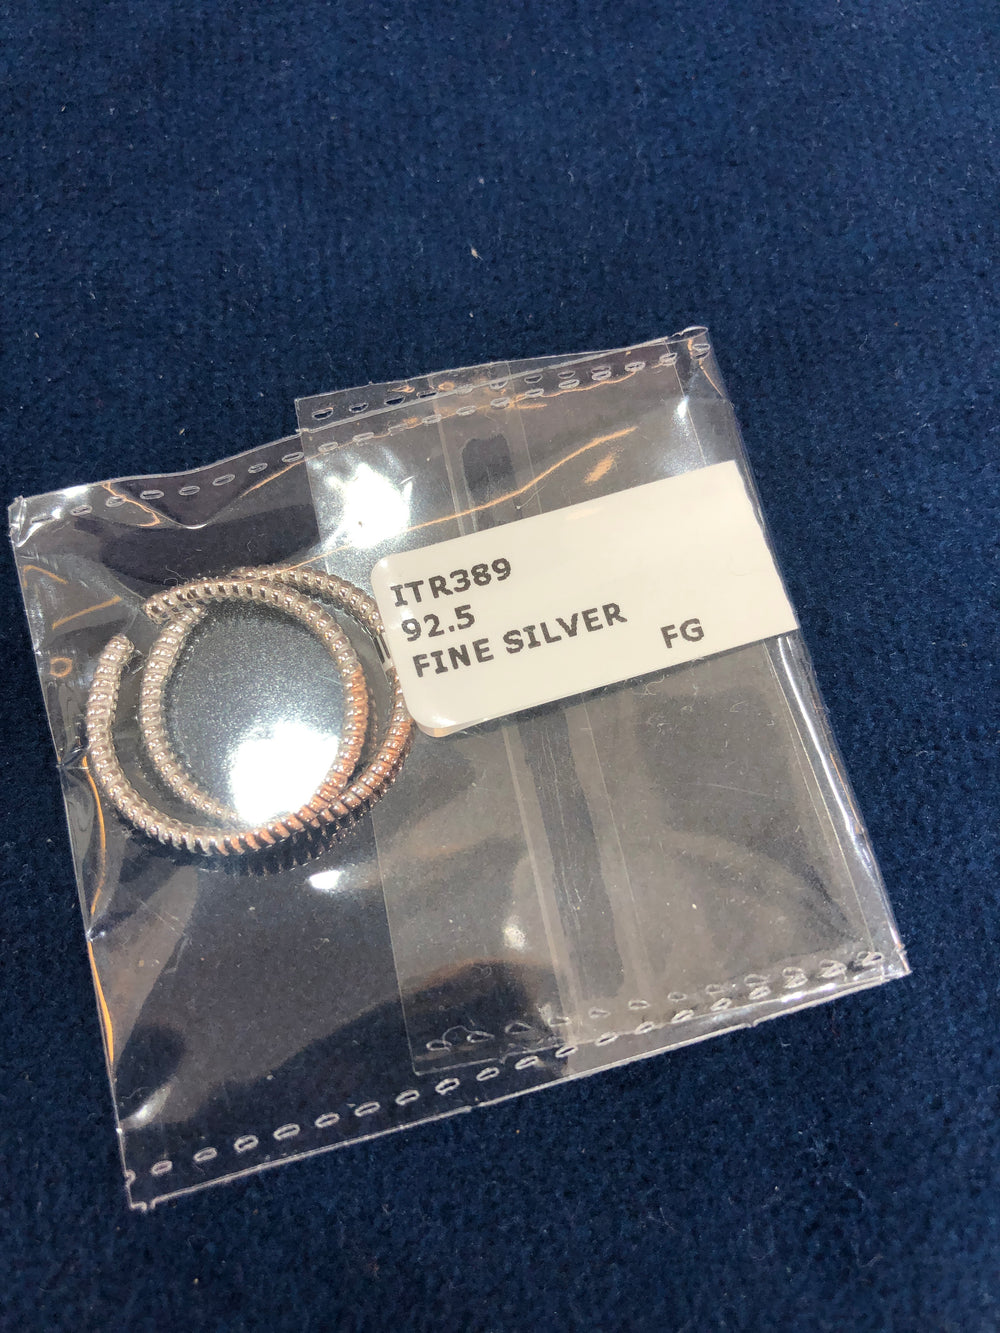 ITR389
92.5
FINE SILVER
FG